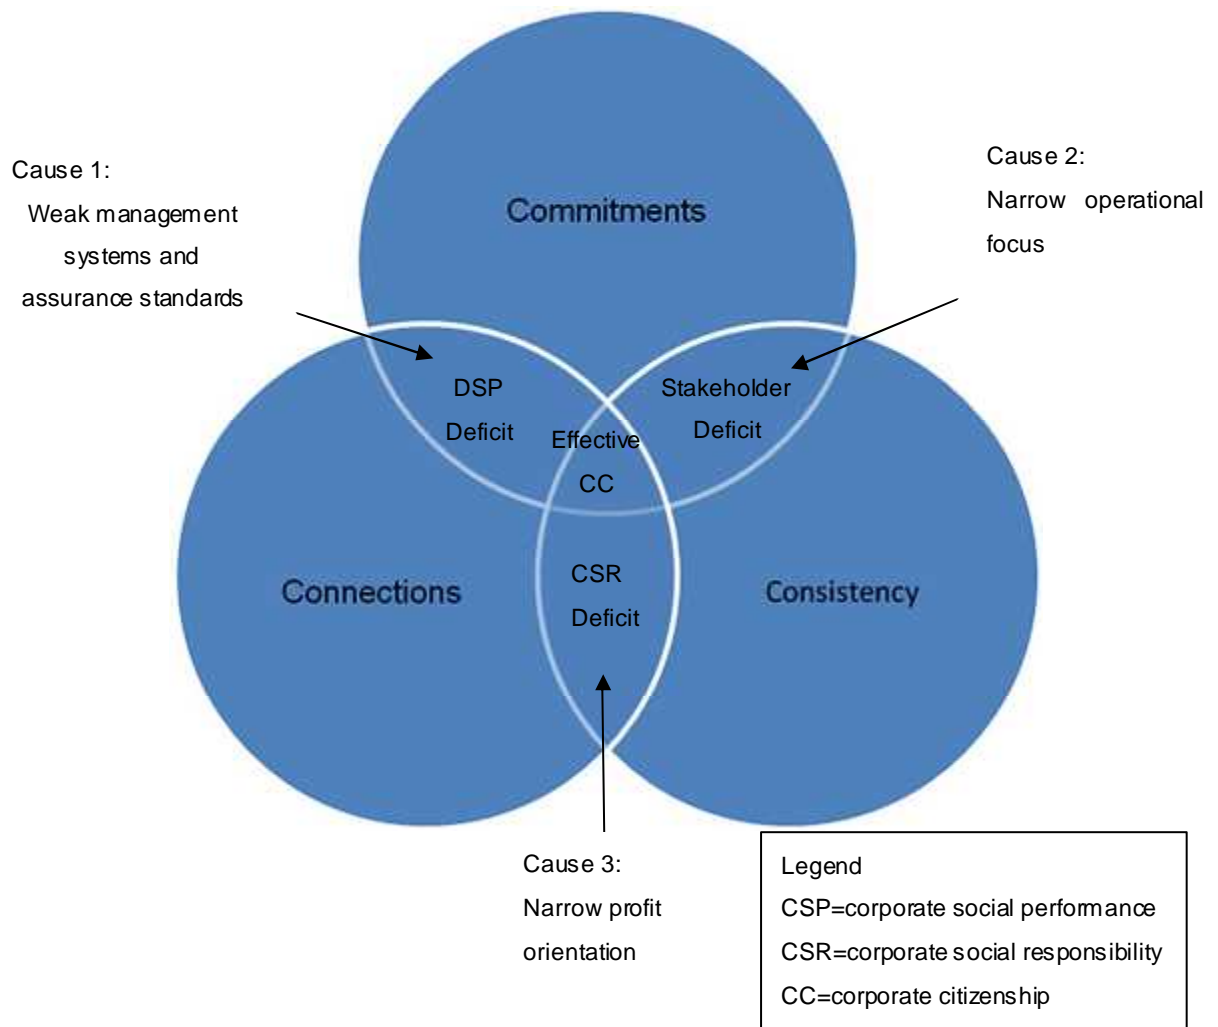 Cause 1:
Weak management
systems and
assurance standards
Cause 2:
Narrow operational
focus
Commitments
DSP
Deficit
Stakeholder
Deficit
Effective
CC
Connections
CSR
Deficit
Consistency
Cause 3:
Narrow profit
orientation
Legend
CSP=corporate social performance
CSR=corporate social responsibility
CC=corporate citizenship